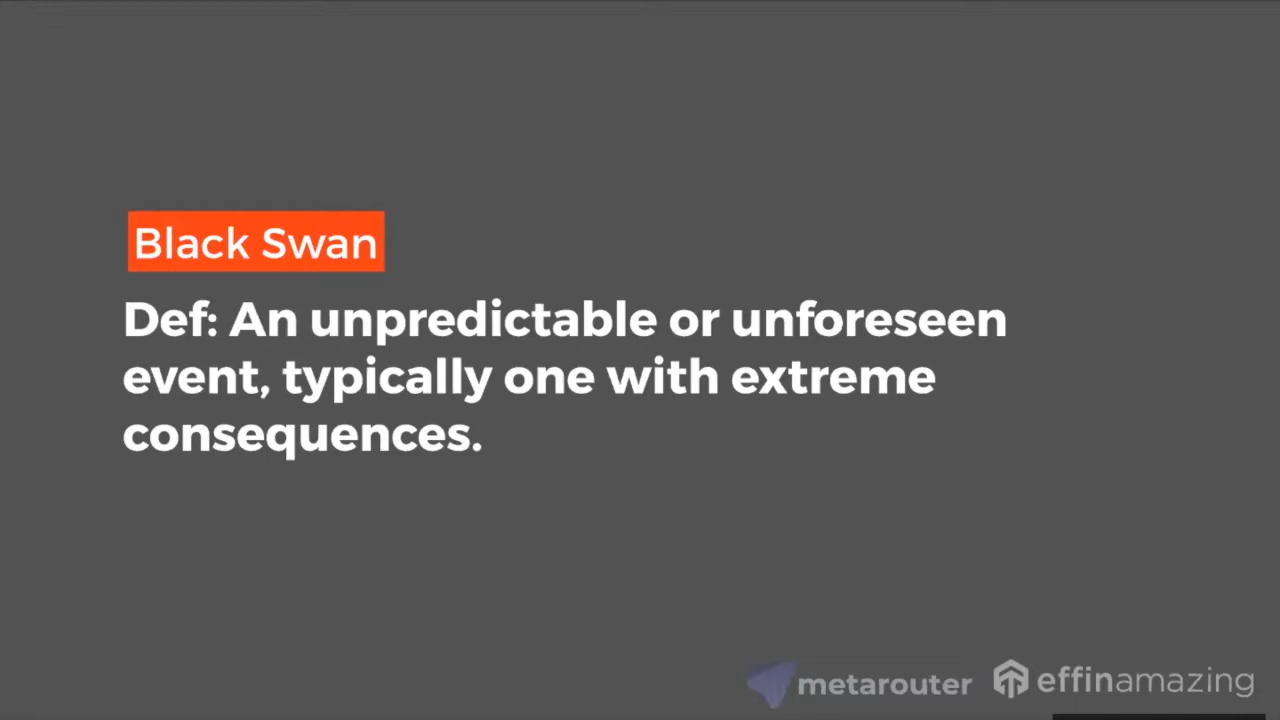 Black Swan
Def: An unpredictable or unforeseen
event, typically one with extreme
consequences.
metarouter effinamazing